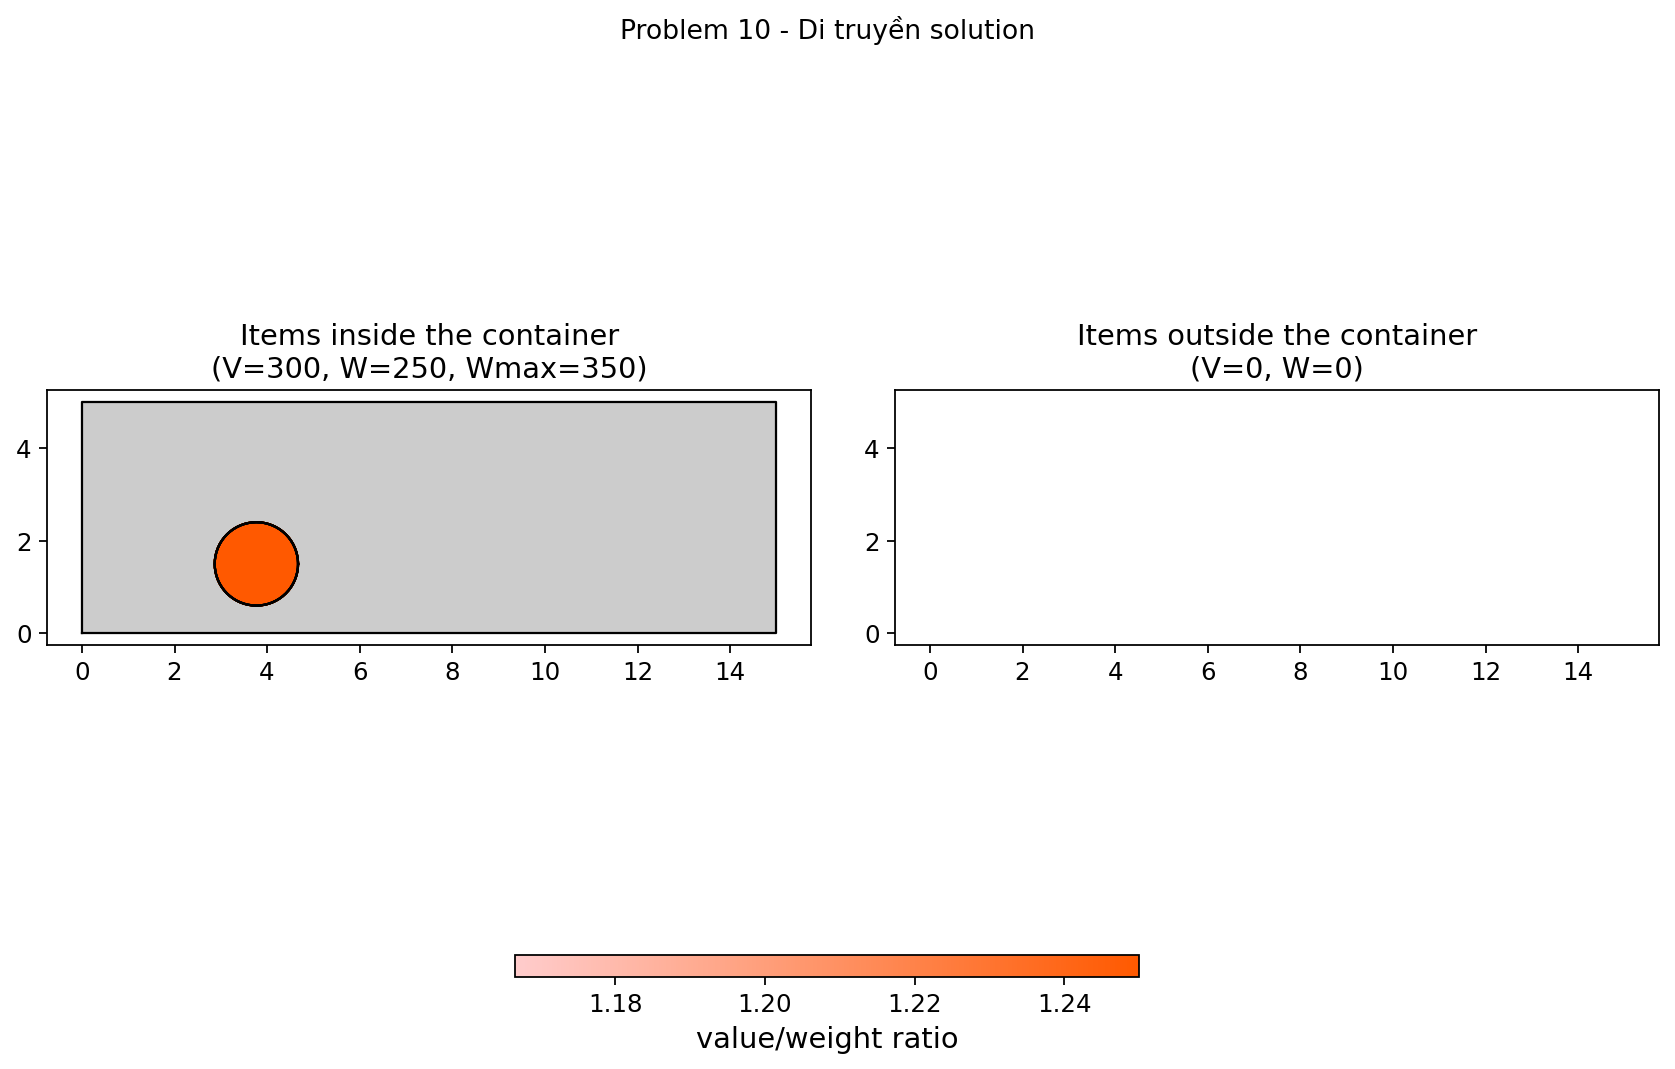 Problem 10 - Di truyền solution
Items inside the container
(V=300, W=250, Wmax=350)
Items outside the container
(V=0, W=0)
4
2
0
0 2 4 6 8 10 12 14
4
2
0
0 2 4 6 8 10 12 14
1.18 1.20 1.22 1.24
value/weight ratio